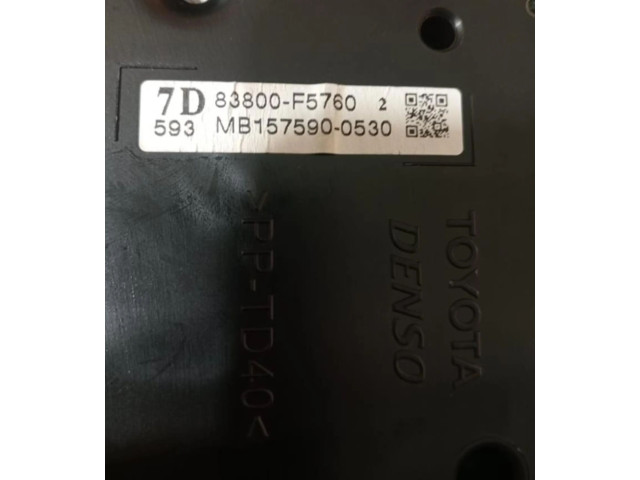 7D 83800-F5760 2
593 MB157590-0530
>PP-TD40<
TOYOTA
DENSO